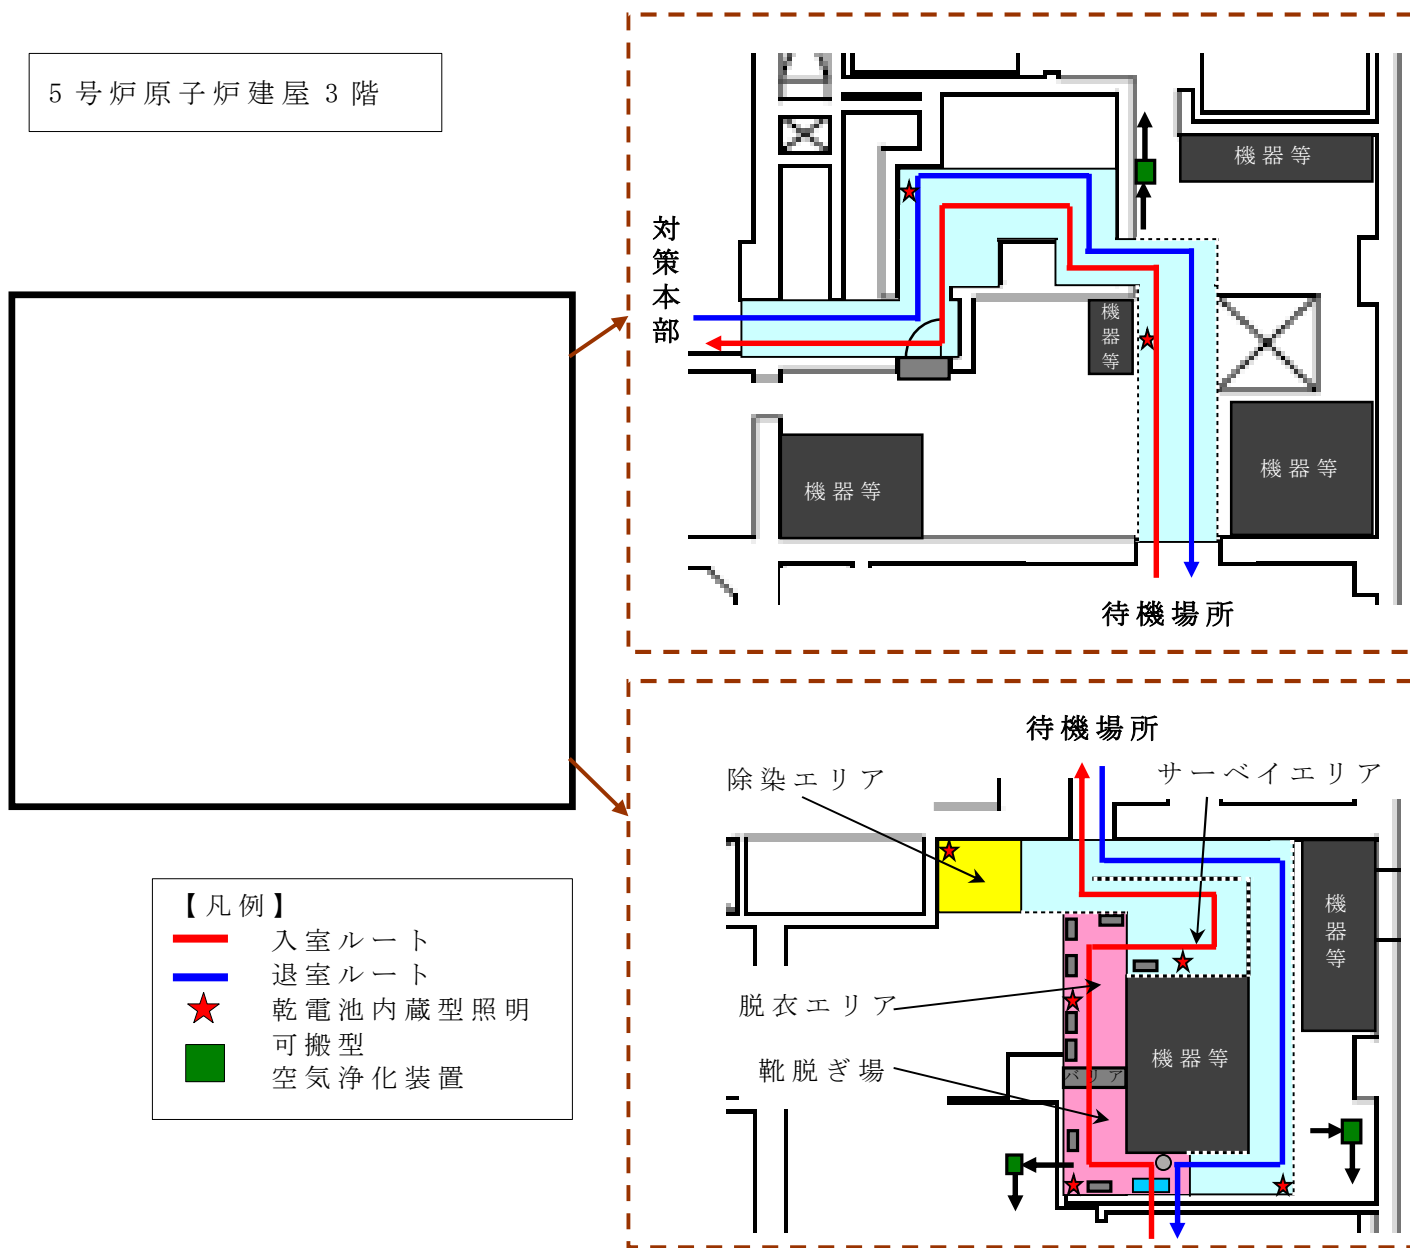 5号炉原子炉建屋 3階
対策本部
機器等
機器等
機器等
機器等
待機場所
待機場所
除染エリア
サーベイエリア
機器等
脱衣エリア
機器等
靴脱ぎ場
バリア
【凡例】
入室ルート
退室ルート
乾電池内蔵型照明
可搬型
空気浄化装置